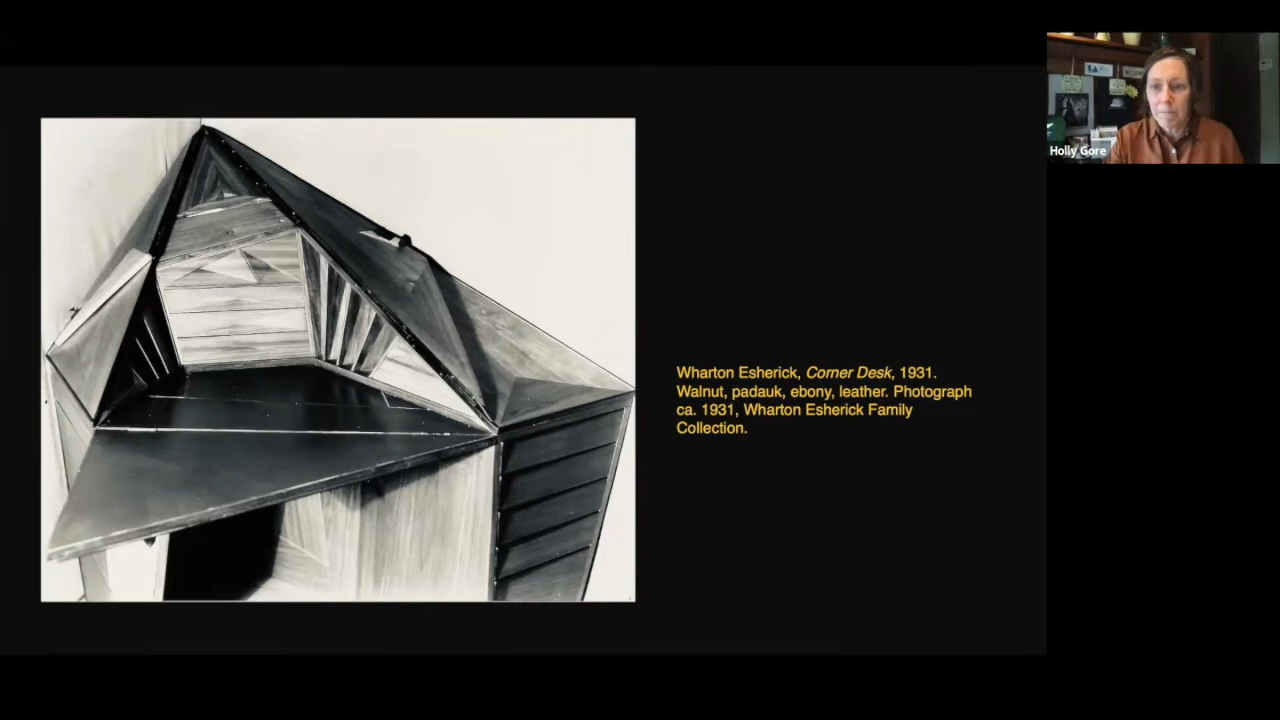 Wharton Esherick, Corner Desk, 1931.
Walnut, padauk, ebony, leather. Photograph
ca. 1931, Wharton Esherick Family
Collection.
Holly Gore